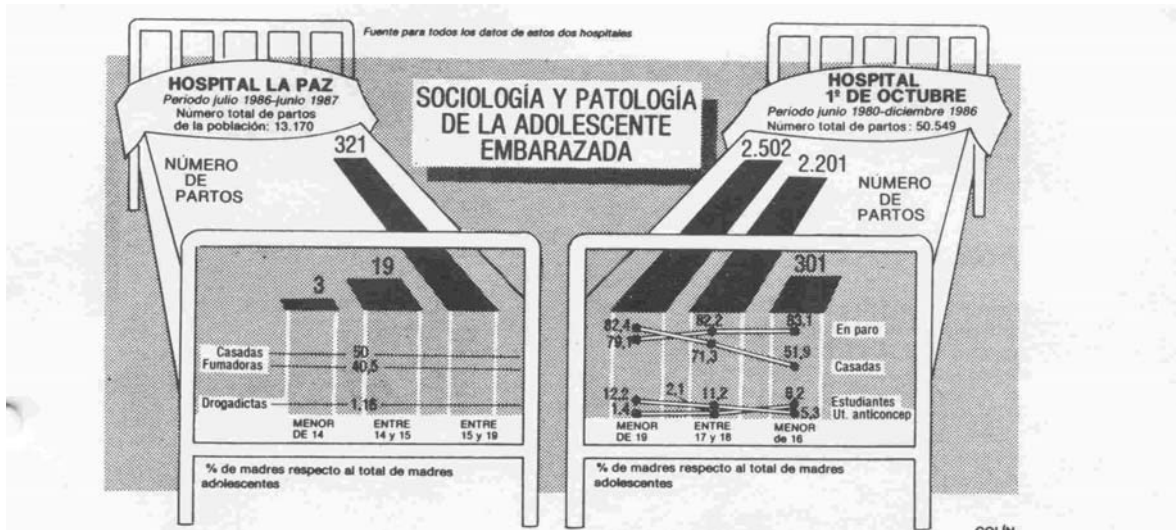 Fuente para todos los datos de estos dos hospitales
SOCIOLOGÍA Y PATOLOGÍA
DE LA ADOLESCENTE
EMBARAZADA
HOSPITAL LA PAZ
Periodo julio 1986-junio 1987
Número total de partos
de la población: 13.170
NÚMERO
DE
PARTOS
321
19
3
Casadas 50
Fumadoras 40,5
Drogadictas 1,16
MENOR
DE 14
ENTRE
14 y 15
ENTRE
15 y 19
% de madres respecto al total de madres
adolescentes
HOSPITAL
1º DE OCTUBRE
Periodo junio 1980-diciembre 1986
Número total de partos: 50.549
2.502
2.201
NÚMERO
DE
PARTOS
301
82,4
82,2
83,1
En paro
79,1
71,3
51,9
Casadas
12,2
2,1
11,2
Estudiantes
1,4
5,3
Ut. anticoncep
MENOR
DE 19
ENTRE
17 y 18
MENOR
de 16
% de madres respecto al total de madres
adolescentes